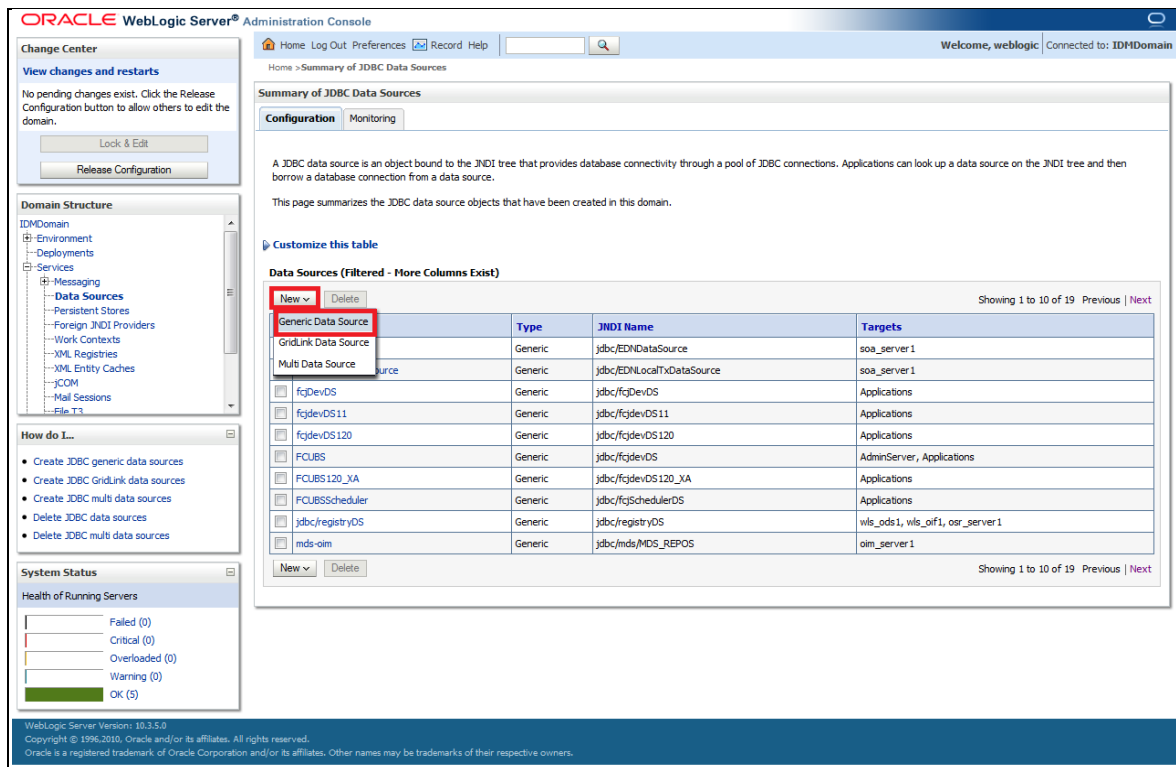 ORACLE WebLogic Server® Administration Console
Change Center
View changes and restarts
No pending changes exist. Click the Release
Configuration button to allow others to edit the
domain.
Lock & Edit
Release Configuration
Domain Structure
IDMDomain
Environment
Deployments
Services
Messaging
Data Sources
Persistent Stores
Foreign JNDI Providers
Work Contexts
XML Registries
XML Entity Caches
jCOM
Mail Sessions
File T3
How do I...
Create JDBC generic data sources
Create JDBC GridLink data sources
Create JDBC multi data sources
Delete JDBC data sources
Delete JDBC multi data sources
System Status
Health of Running Servers
Failed (0)
Critical (0)
Overloaded (0)
Warning (0)
OK (5)
Home Log Out Preferences Record Help
Welcome, weblogic Connected to: IDMDomain
Home >Summary of JDBC Data Sources
Summary of JDBC Data Sources
Configuration Monitoring
A JDBC data source is an object bound to the JNDI tree that provides database connectivity through a pool of JDBC connections. Applications can look up a data source on the JNDI tree and then
borrow a database connection from a data source.
This page summarizes the JDBC data source objects that have been created in this domain.
Customize this table
Data Sources (Filtered - More Columns Exist)
New Delete Showing 1 to 10 of 19 Previous | Next
Generic Data Source
GridLink Data Source
Multi Data Source
Type JNDI Name Targets
Generic jdbc/EDNDataSource soa_server1
ource Generic jdbc/EDNLocalTxDataSource soa_server1
fcjDevDS Generic jdbc/fcjDevDS Applications
fcjdevDS11 Generic jdbc/fcjdevDS11 Applications
fcjdevDS120 Generic jdbc/fcjdevDS120 Applications
FCUBS Generic jdbc/fcjdevDS AdminServer, Applications
FCUBS120_XA Generic jdbc/fcjdevDS120_XA Applications
FCUBSScheduler Generic jdbc/fcjSchedulerDS Applications
jdbc/registryDS Generic jdbc/registryDS wls_ods1, wls_oif1, osr_server1
mds-oim Generic jdbc/mds/MDS_REPOS oim_server1
New Delete Showing 1 to 10 of 19 Previous | Next
WebLogic Server Version: 10.3.5.0
Copyright © 1996,2010, Oracle and/or its affiliates. All rights reserved.
Oracle is a registered trademark of Oracle Corporation and/or its affiliates. Other names may be trademarks of their respective owners.